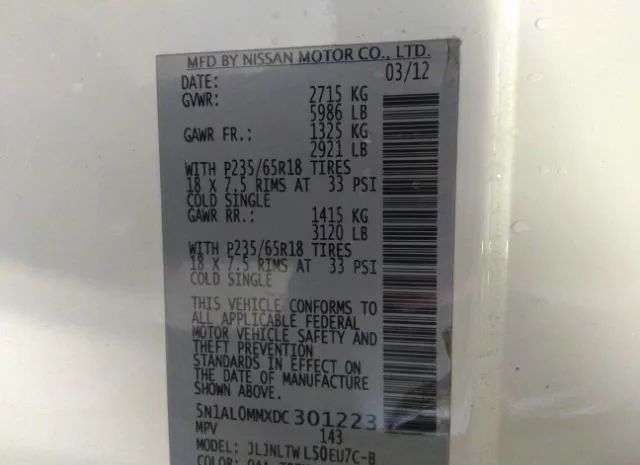 MFD BY NISSAN MOTOR CO., LTD.
DATE: 03/12
GVWR: 2715 KG
5986 LB
GAWR FR.: 1325 KG
2921 LB
WITH P235/65R18 TIRES
18 X 7.5 RIMS AT 33 PSI
COLD SINGLE
GAWR RR.: 1415 KG
3120 LB
WITH P235/65R18 TIRES
18 X 7.5 RIMS AT 33 PSI
COLD SINGLE
THIS VEHICLE CONFORMS TO
ALL APPLICABLE FEDERAL
MOTOR VEHICLE SAFETY AND
THEFT PREVENTION
STANDARDS IN EFFECT ON
THE DATE OF MANUFACTURE
SHOWN ABOVE.
5N1AL0MMXDC301223
MPV 143
MODEL: JLJNLTWL50EU7C-B
COLOR: